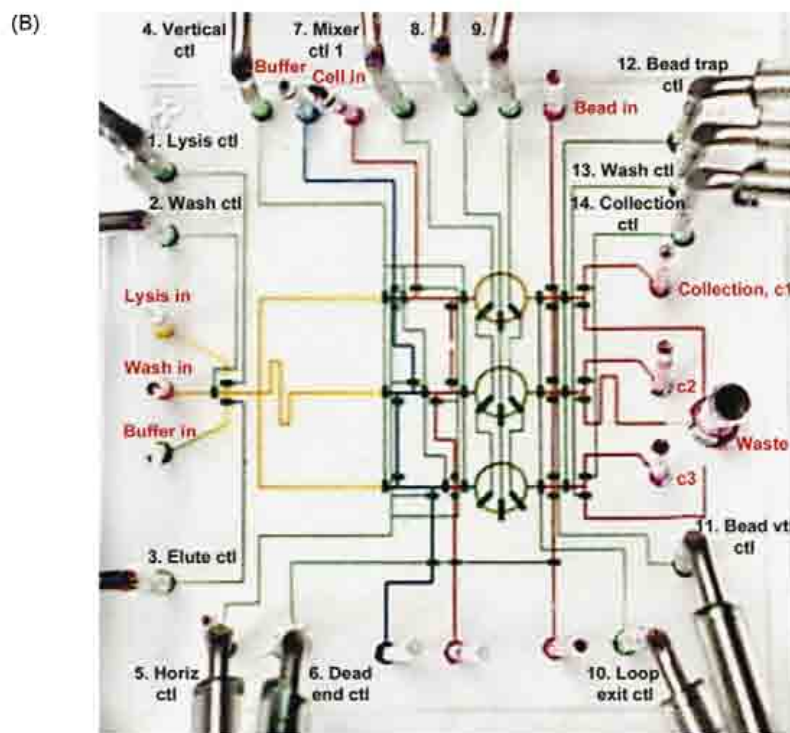 (B)
4. Vertical
ctl
7. Mixer
ctl 1
8.
9.
Buffer
Cell in
12. Bead trap
ctl
Bead in
1. Lysis ctl
13. Wash ctl
2. Wash ctl
14. Collection
ctl
Lysis in
Collection, c1
Wash in
c2
Buffer in
Waste
c3
11. Bead vt
ctl
3. Elute ctl
5. Horiz
ctl
6. Dead
end ctl
10. Loop
exit ctl